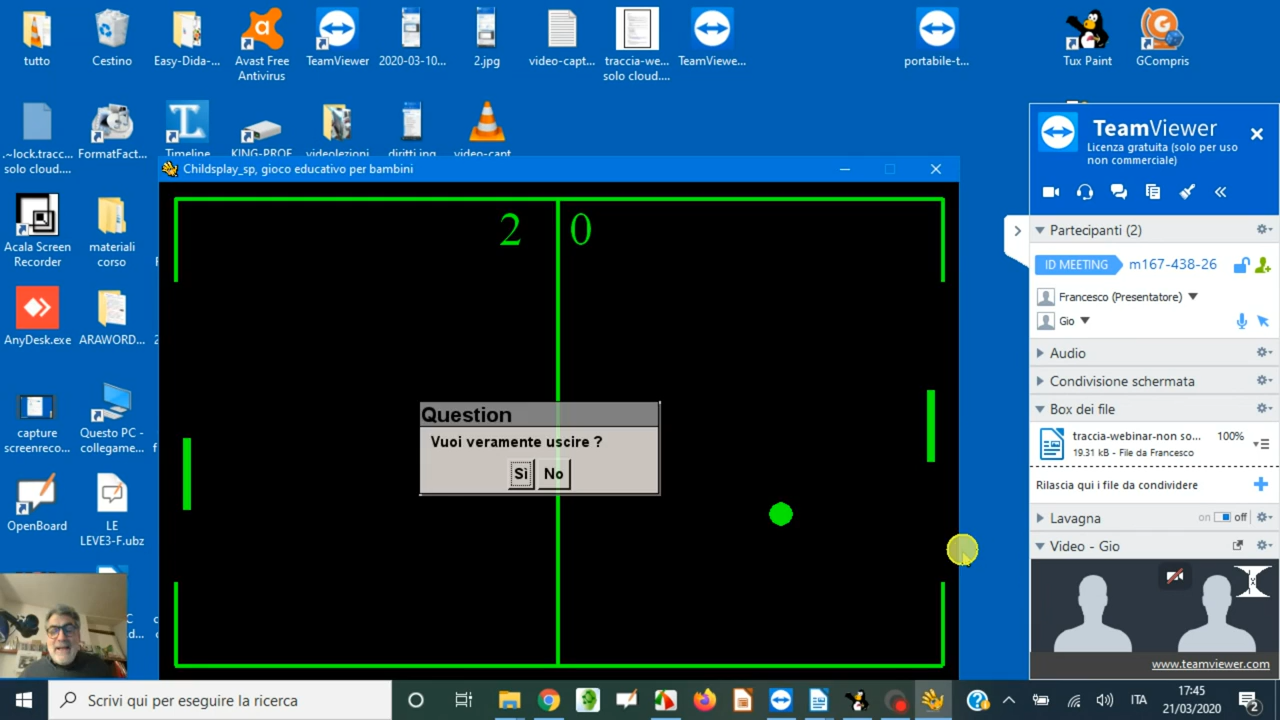 tutto
Cestino
Easy-Dida-...
Avast Free
Antivirus
TeamViewer
2020-03-10...
2.jpg
video-capt...
traccia-we...
solo cloud....
TeamViewe...
portabile-t...
Tux Paint
GCompris
.~lock.tracc...
solo cloud....
FormatFact...
Timeline
KING-PROF
videolezioni
diritti.jpg
video-capt
Acala Screen
Recorder
materiali
corso
AnyDesk.exe
ARAWORD...
capture
screenreco...
Questo PC -
collegame...
OpenBoard
LE
LEVE3-F.ubz
Childsplay_sp, gioco educativo per bambini
2 0
Question
Vuoi veramente uscire ?
Sì No
TeamViewer
Licenza gratuita (solo per uso
non commerciale)
Partecipanti (2)
ID MEETING m167-438-26
Francesco (Presentatore)
Gio
Audio
Condivisione schermata
Box dei file
traccia-webinar-non so... 100%
19.31 kB - File da Francesco
Rilascia qui i file da condividere
Lavagna on off
Video - Gio
www.teamviewer.com
Scrivi qui per eseguire la ricerca
ITA
17:45
21/03/2020
2